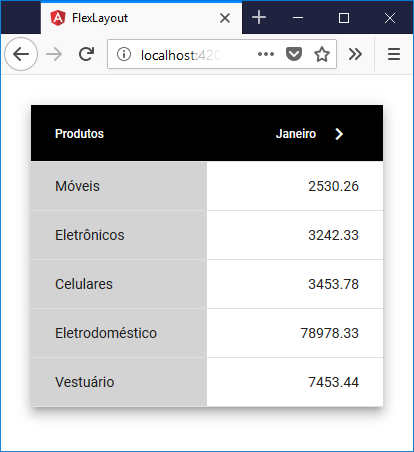 FlexLayout
localhost:420
Produtos Janeiro
Móveis 2530.26
Eletrônicos 3242.33
Celulares 3453.78
Eletrodoméstico 78978.33
Vestuário 7453.44